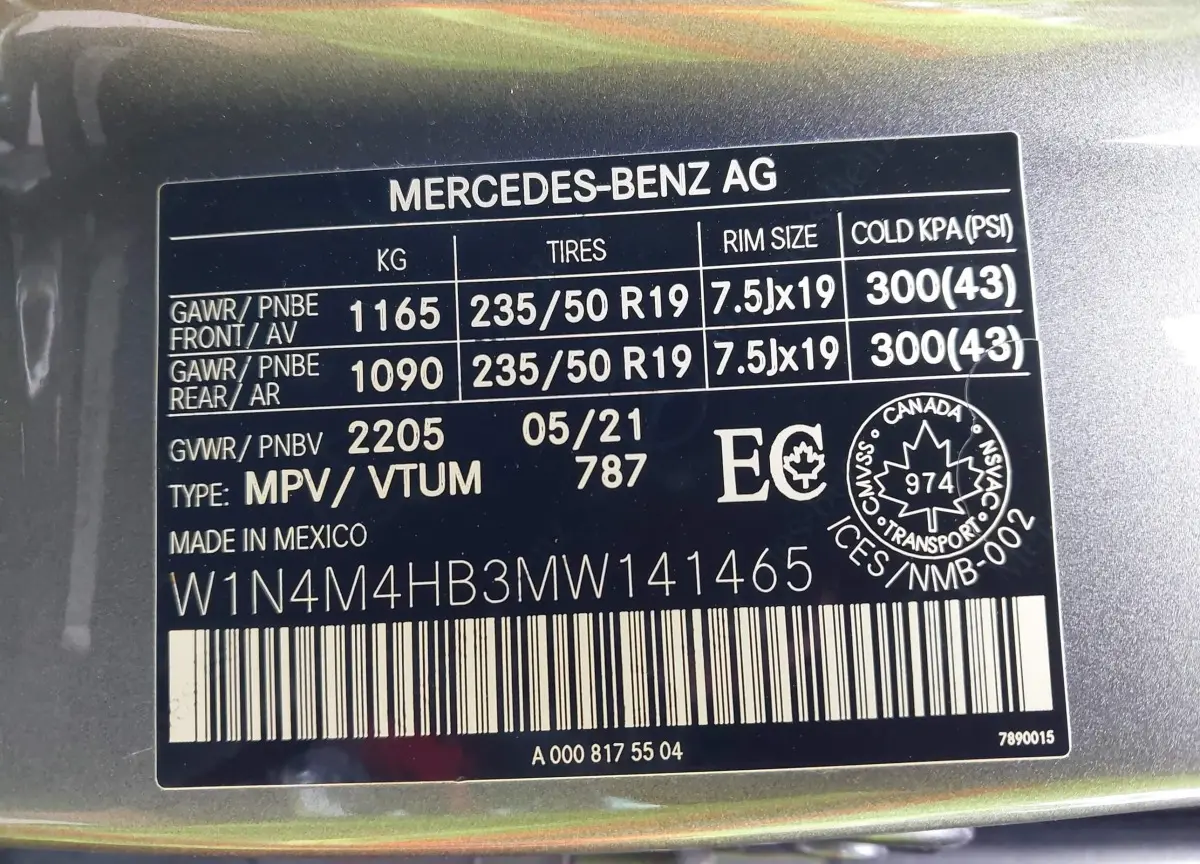 MERCEDES-BENZ AG
KG TIRES RIM SIZE COLD KPA(PSI)
GAWR/ PNBE FRONT/ AV 1165 235/50 R19 7.5Jx19 300(43)
GAWR/ PNBE REAR/ AR 1090 235/50 R19 7.5Jx19 300(43)
GVWR/ PNBV 2205 05/21
TYPE: MPV/ VTUM 787
EC
CANADA
CMVSS 974 NSVAC
TRANSPORT
ICES/NMB-002
MADE IN MEXICO
W1N4M4HB3MW141465
A 000 817 55 04
7890015